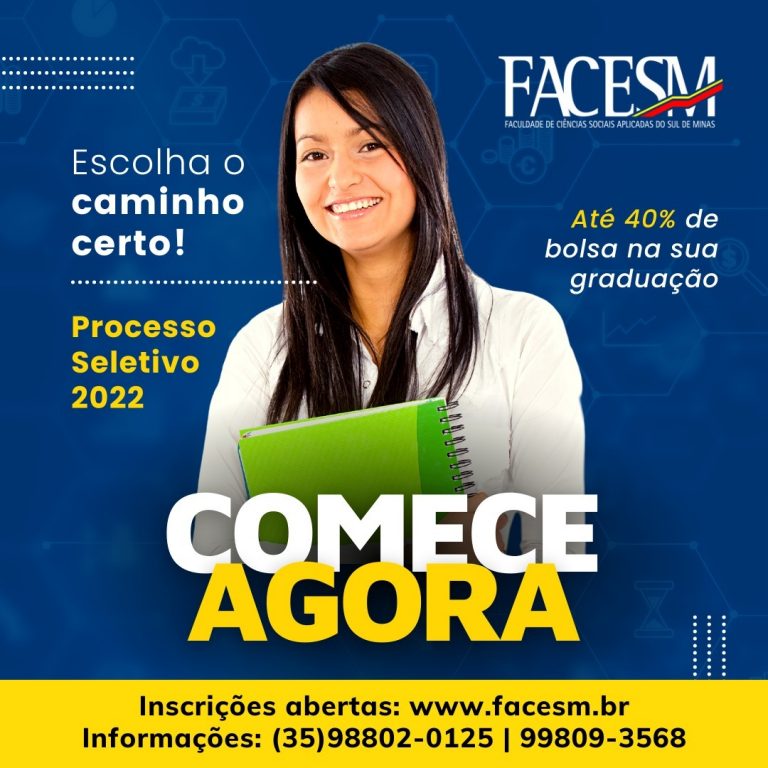 FACESM
FACULDADE DE CIÊNCIAS SOCIAIS APLICADAS DO SUL DE MINAS
Escolha o
caminho
certo!
Até 40% de
bolsa na sua
graduação
Processo
Seletivo
2022
COMECE
AGORA
Inscrições abertas: www.facesm.br
Informações: (35)98802-0125 | 99809-3568